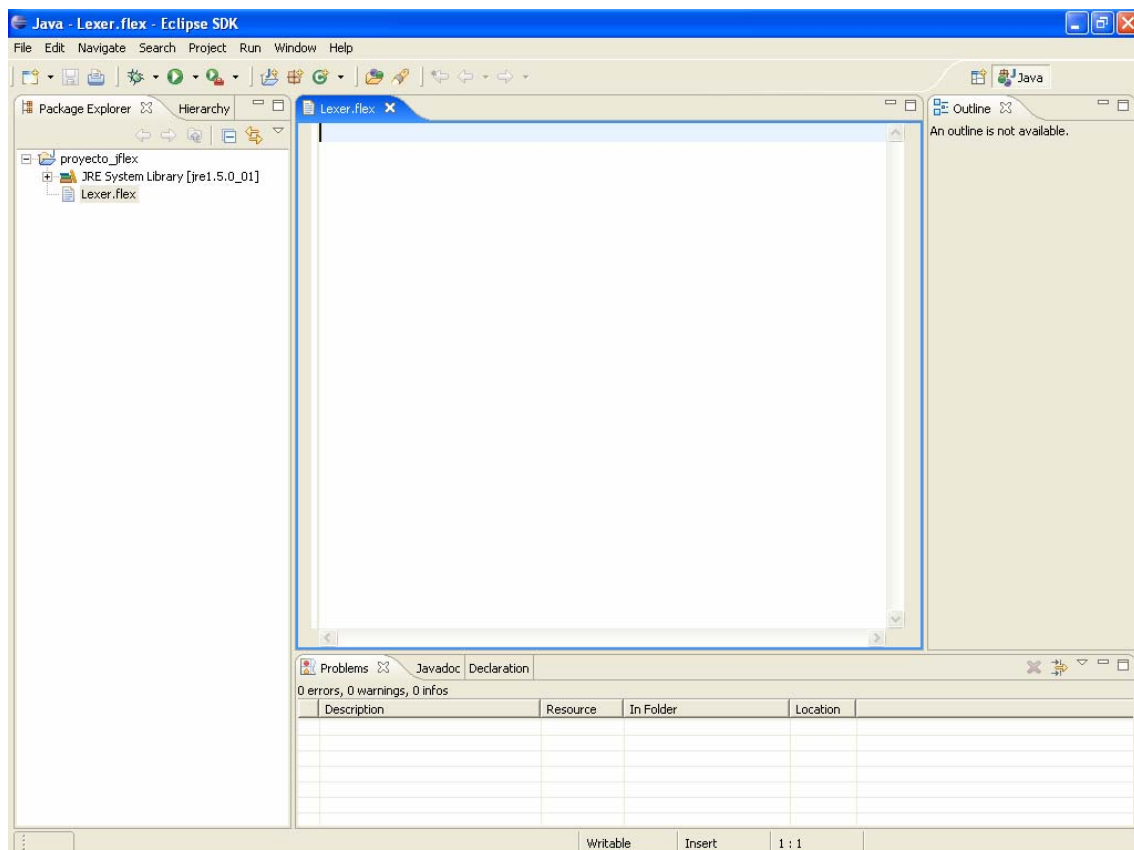 Java - Lexer.flex - Eclipse SDK
File Edit Navigate Search Project Run Window Help
Java
Package Explorer Hierarchy
Lexer.flex
Outline
An outline is not available.
proyecto_jflex
JRE System Library [jre1.5.0_01]
Lexer.flex
Problems Javadoc Declaration
0 errors, 0 warnings, 0 infos
Description Resource In Folder Location
Writable Insert 1 : 1